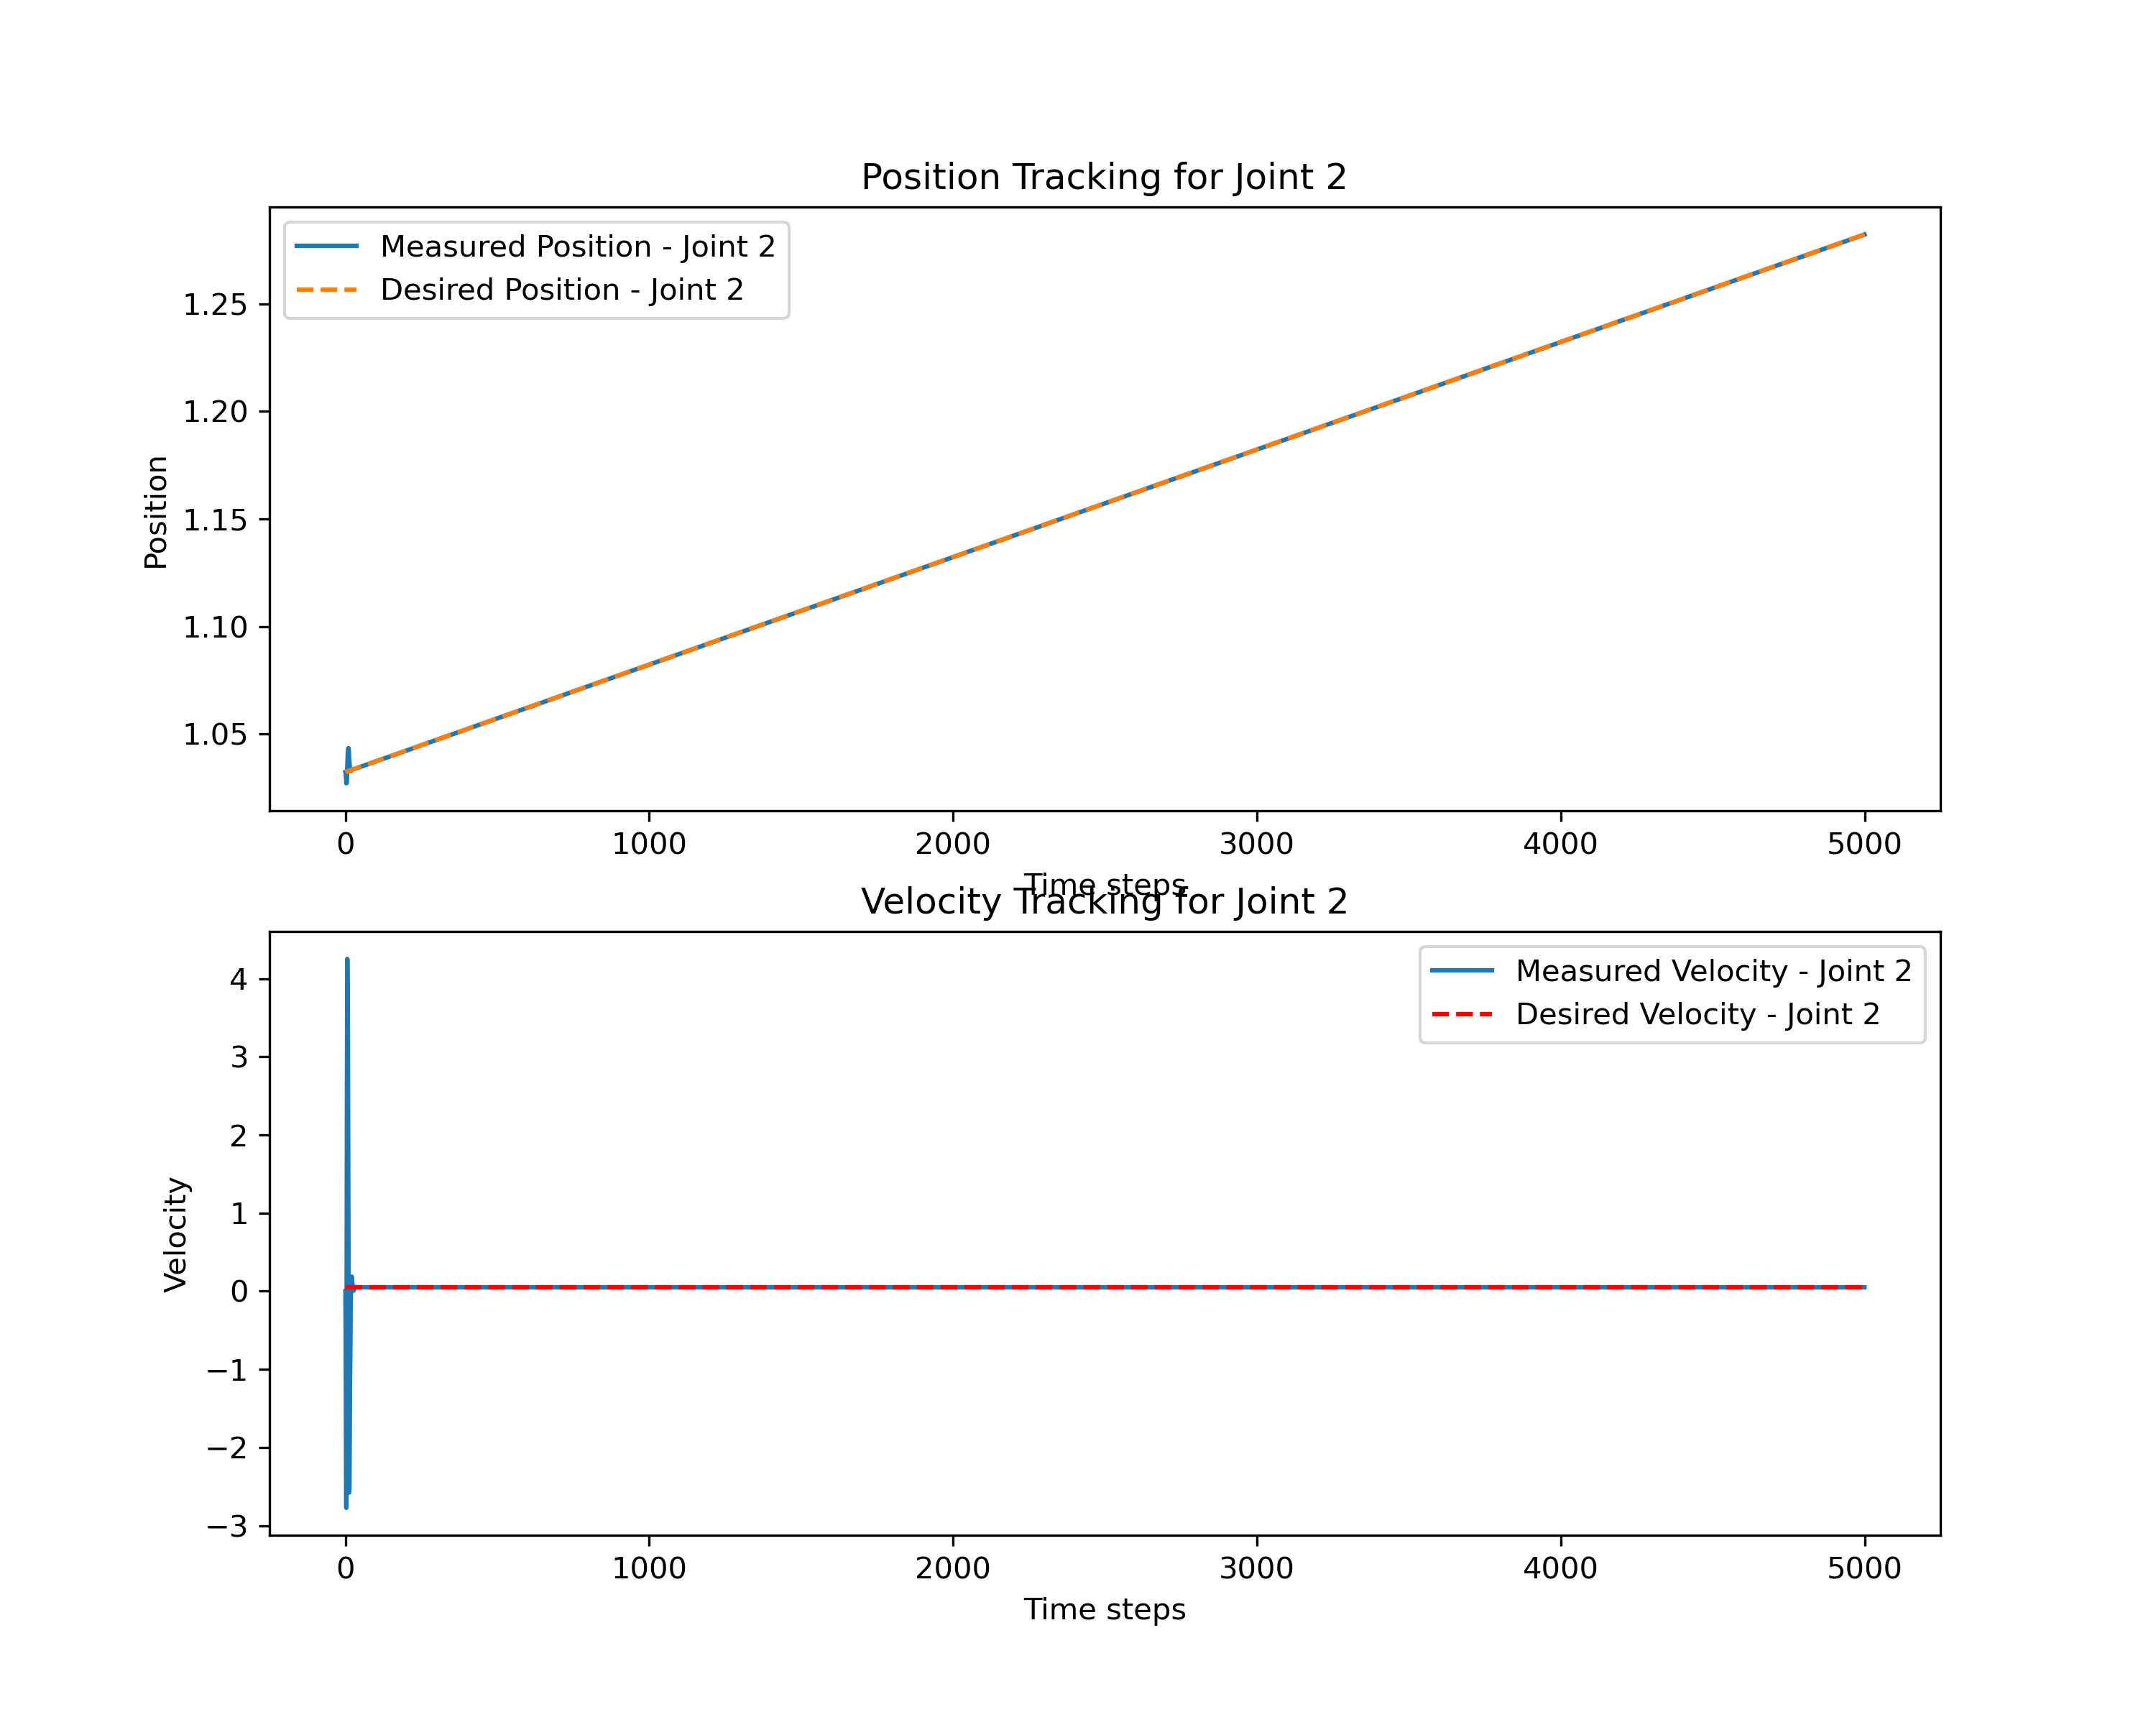 Position Tracking for Joint 2
Measured Position - Joint 2
Desired Position - Joint 2
Position
1.25
1.20
1.15
1.10
1.05
0 1000 2000 3000 4000 5000
Time steps
Velocity Tracking for Joint 2
Measured Velocity - Joint 2
Desired Velocity - Joint 2
Velocity
4
3
2
1
0
−1
−2
−3
0 1000 2000 3000 4000 5000
Time steps